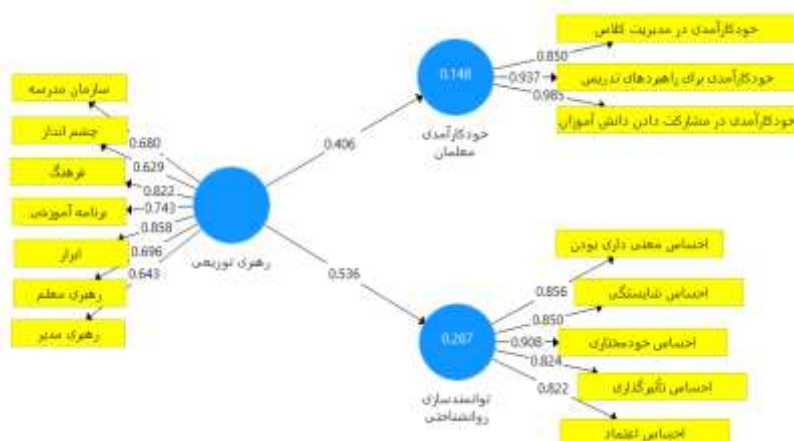 خودکارآمدی در مدیریت کلاس
0.850
خودکارآمدی برای راهبردهای تدریس
0.937
خودکارآمدی در مشارکت دادن دانش آموزان
0.985
0.148
خودکارآمدی
معلمان
0.406
سازمان مدرسه
0.680
چشم انداز
0.629
فرهنگ
0.822
برنامه آموزشی
0.743
ابزار
0.858
رهبری معلم
0.696
رهبری مدیر
0.643
رهبری توزیعی
0.536
احساس معنی داری بودن
0.856
احساس شایستگی
0.850
احساس خودمختاری
0.908
احساس تأثیرگذاری
0.824
احساس اعتماد
0.822
0.287
توانمندسازی
روانشناختی